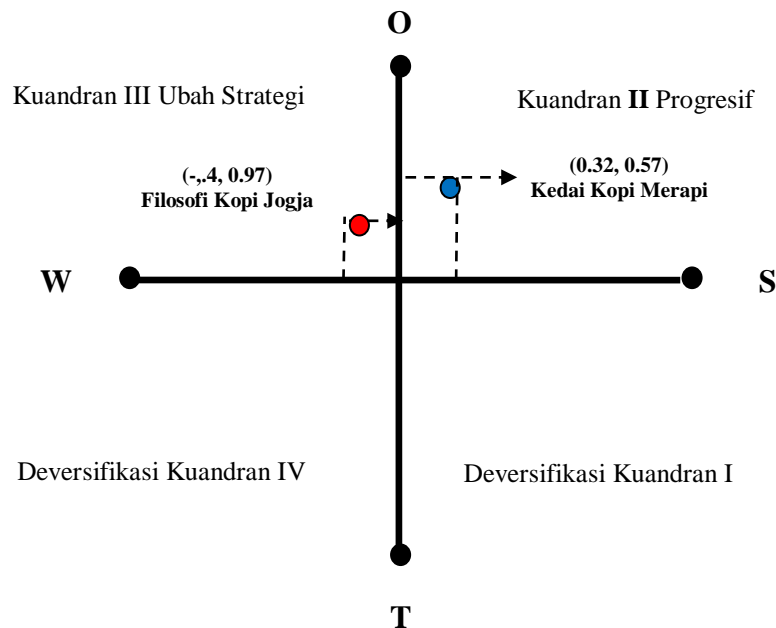 O
Kuandran III Ubah Strategi
Kuandran II Progresif
(-,.4, 0.97)
Filosofi Kopi Jogja
(0.32, 0.57)
Kedai Kopi Merapi
W
S
Deversifikasi Kuandran IV
Deversifikasi Kuandran I
T